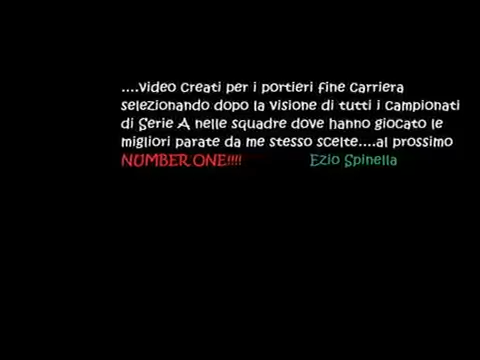 ....video creati per i portieri fine carriera
selezionando dopo la visione di tutti i campionati
di Serie A nelle squadre dove hanno giocato le
migliori parate da me stesso scelte....al prossimo
NUMBER ONE!!!! Ezio Spinella